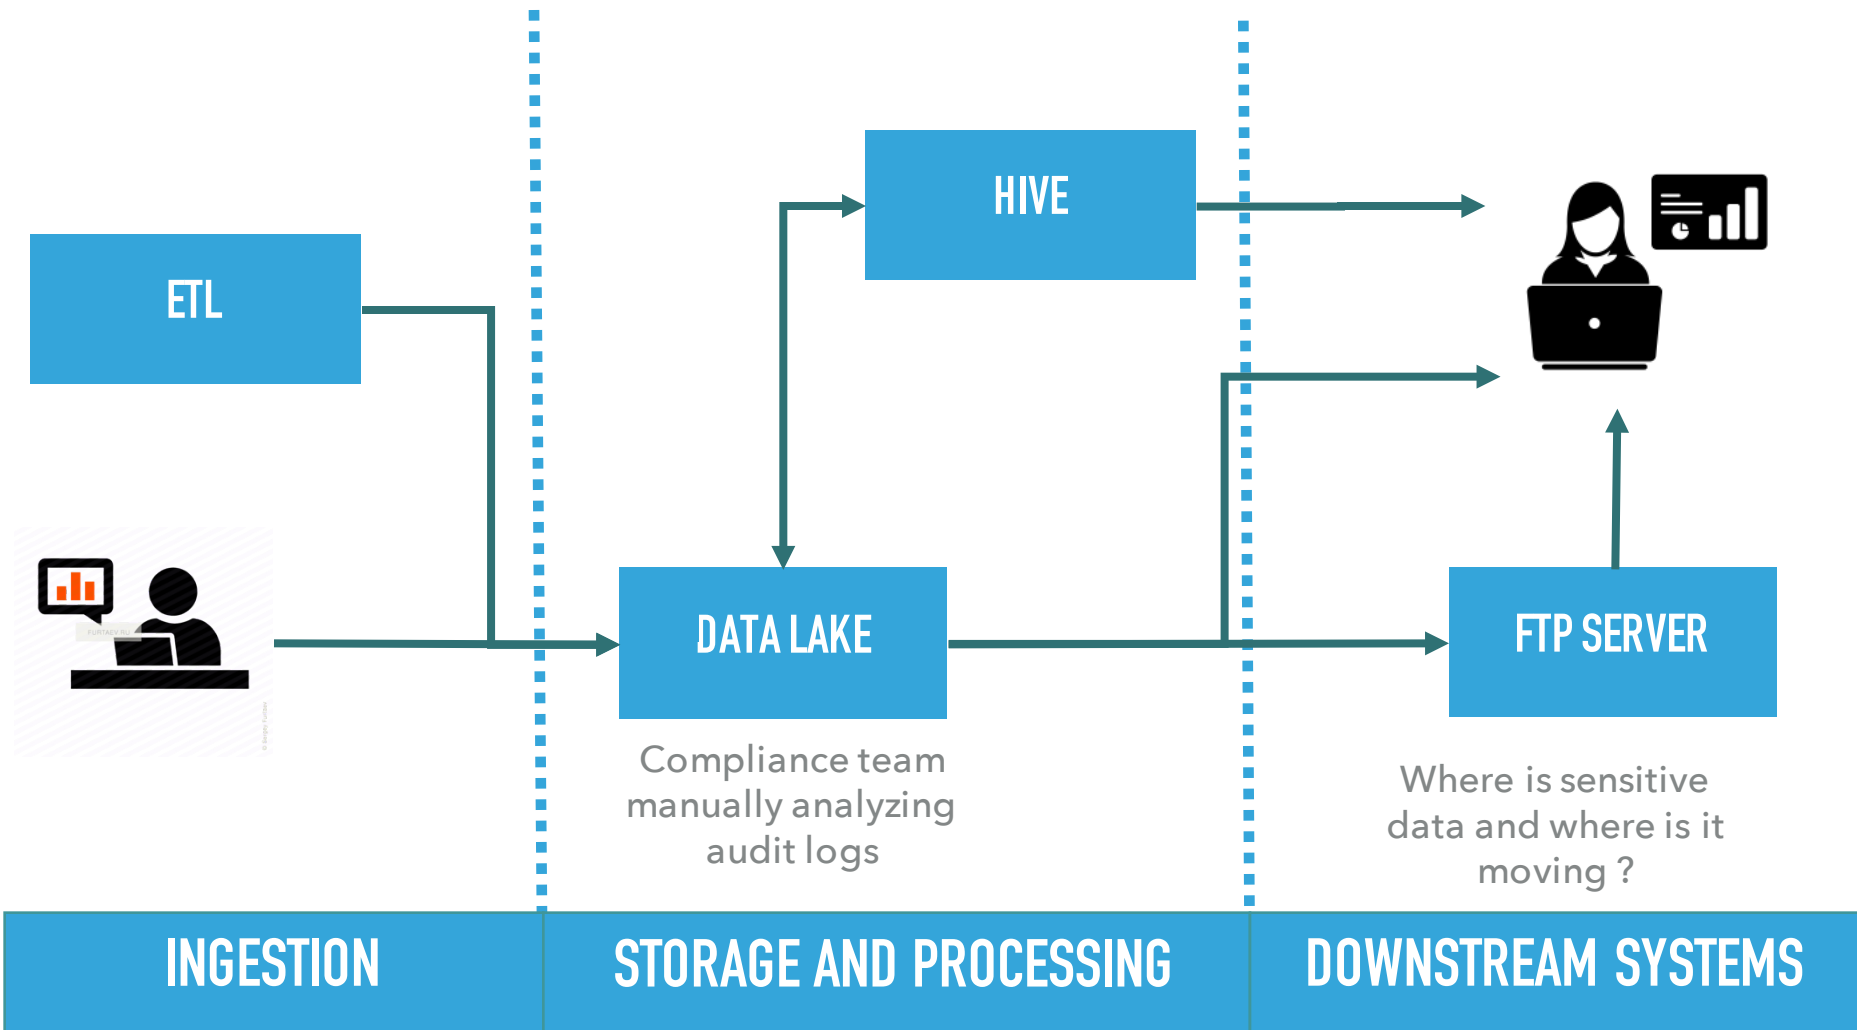 HIVE
ETL
DATA LAKE
FTP SERVER
Compliance team
manually analyzing
audit logs
Where is sensitive
data and where is it
moving ?
INGESTION
STORAGE AND PROCESSING
DOWNSTREAM SYSTEMS